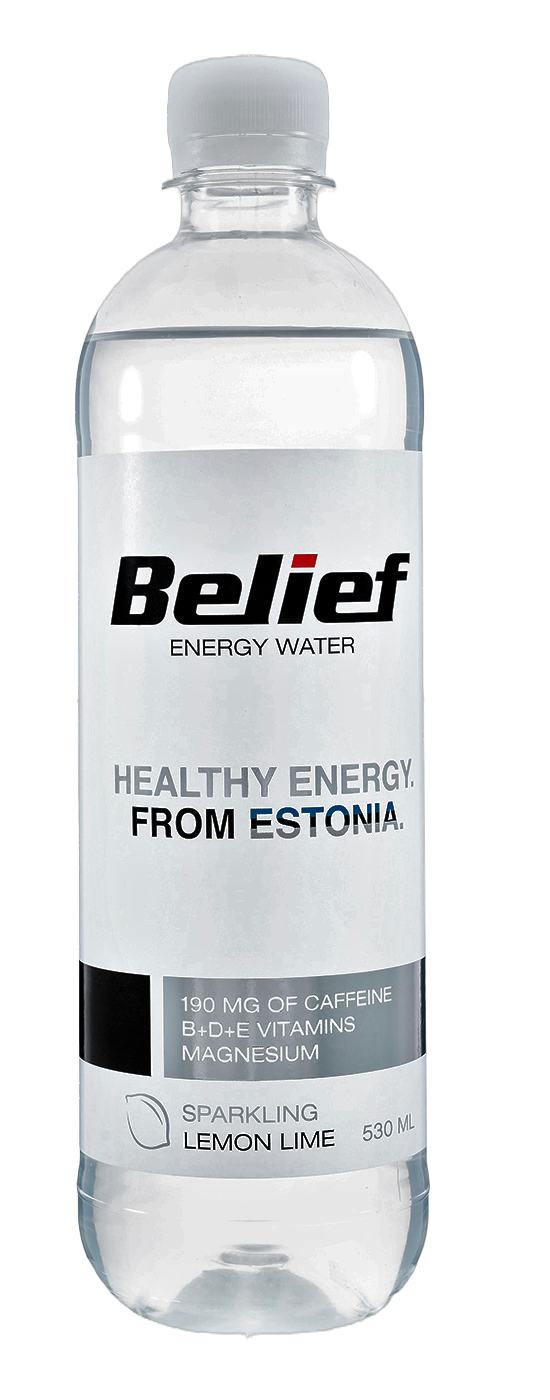 Belief
ENERGY WATER
HEALTHY ENERGY.
FROM ESTONIA.
190 MG OF CAFFEINE
B+D+E VITAMINS
MAGNESIUM
SPARKLING
LEMON LIME
530 ML